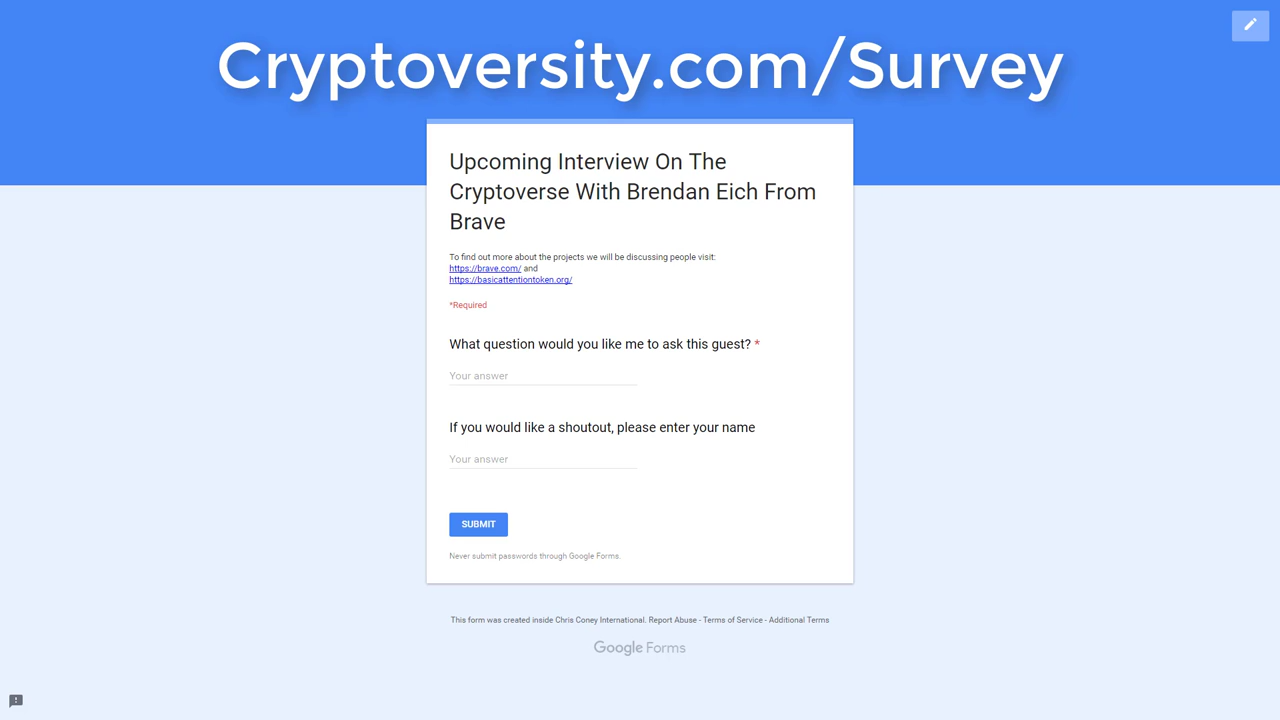 Cryptoversity.com/Survey
Upcoming Interview On The
Cryptoverse With Brendan Eich From
Brave
To find out more about the projects we will be discussing people visit:
https://brave.com/ and
https://basicattentiontoken.org/
*Required
What question would you like me to ask this guest? *
Your answer
If you would like a shoutout, please enter your name
Your answer
SUBMIT
Never submit passwords through Google Forms.
This form was created inside Chris Coney International. Report Abuse - Terms of Service - Additional Terms
Google Forms